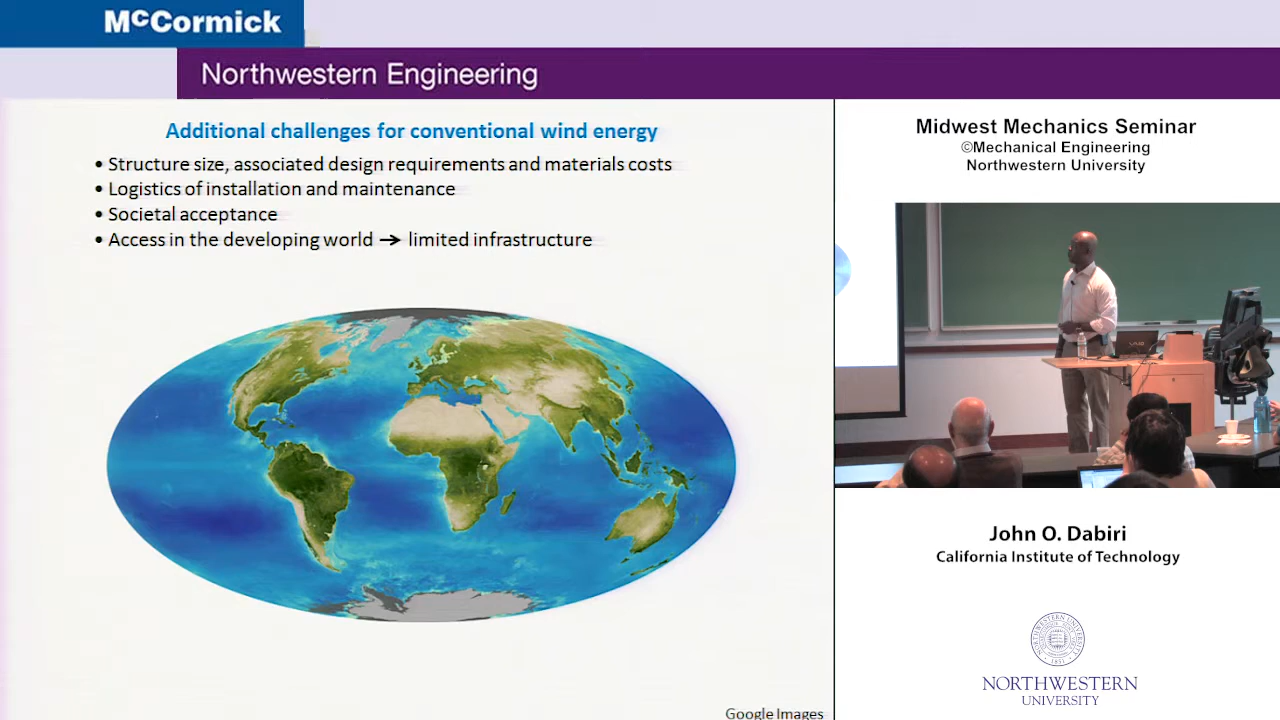 McCormick
Northwestern Engineering
Additional challenges for conventional wind energy
• Structure size, associated design requirements and materials costs
• Logistics of installation and maintenance
• Societal acceptance
• Access in the developing world → limited infrastructure
Google Images
Midwest Mechanics Seminar
©Mechanical Engineering
Northwestern University
John O. Dabiri
California Institute of Technology
NORTHWESTERN
UNIVERSITY